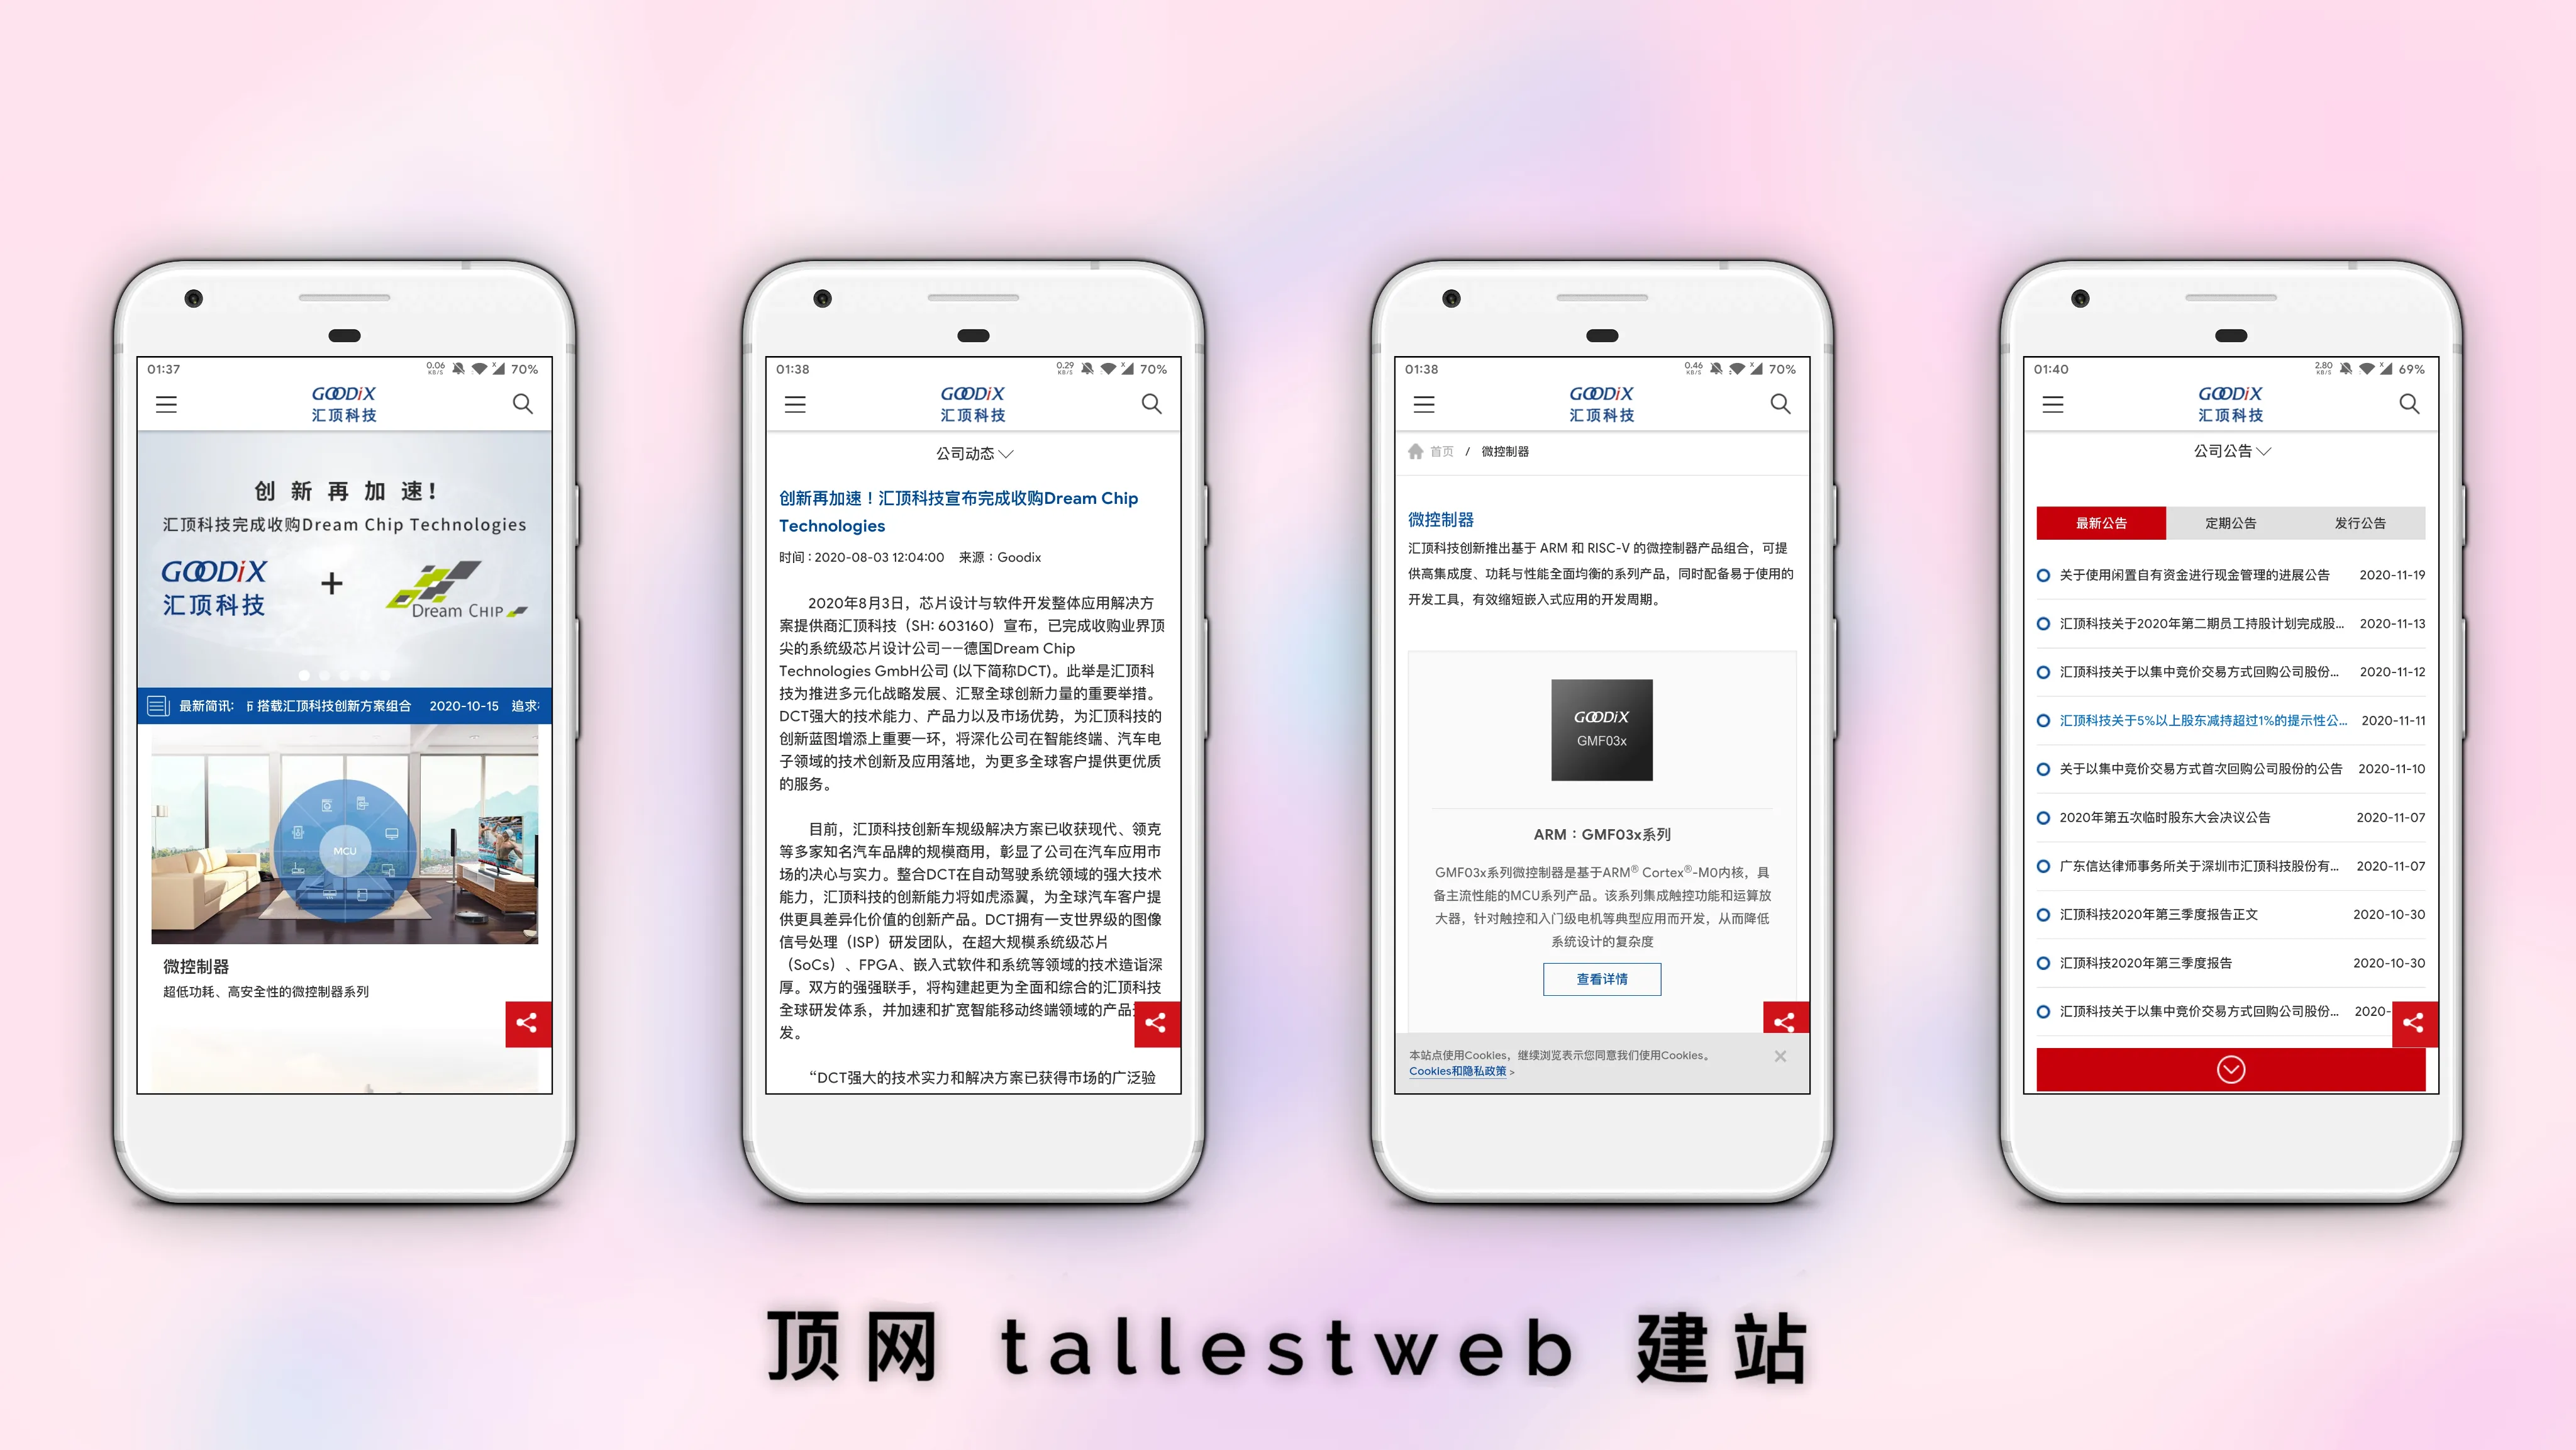 01:37
0.06
KB/S
70%
GOODiX
汇顶科技
创新再加速!
汇顶科技完成收购Dream Chip Technologies
GOODiX
汇顶科技
+
Dream CHIP
最新简讯:
搭载汇顶科技创新方案组合 2020-10-15 追求
MCU
微控制器
超低功耗、高安全性的微控制器系列
01:38
0.29
KB/S
70%
GOODiX
汇顶科技
公司动态
创新再加速!汇顶科技宣布完成收购Dream Chip
Technologies
时间:2020-08-03 12:04:00 来源:Goodix
2020年8月3日,芯片设计与软件开发整体应用解决方
案提供商汇顶科技(SH: 603160)宣布,已完成收购业界顶
尖的系统级芯片设计公司——德国Dream Chip
Technologies GmbH公司 (以下简称DCT)。此举是汇顶科
技为推进多元化战略发展、汇聚全球创新力量的重要举措。
DCT强大的技术能力、产品力以及市场优势,为汇顶科技的
创新蓝图增添上重要一环,将深化公司在智能终端、汽车电
子领域的技术创新及应用落地,为更多全球客户提供更优质
的服务。
目前,汇顶科技创新车规级解决方案已收获现代、领克
等多家知名汽车品牌的规模商用,彰显了公司在汽车应用市
场的决心与实力。整合DCT在自动驾驶系统领域的强大技术
能力,汇顶科技的创新能力将如虎添翼,为全球汽车客户提
供更具差异化价值的创新产品。DCT拥有一支世界级的图像
信号处理(ISP)研发团队,在超大规模系统级芯片
(SoCs)、FPGA、嵌入式软件和系统等领域的技术造诣深
厚。双方的强强联手,将构建起更为全面和综合的汇顶科技
全球研发体系,并加速和扩宽智能移动终端领域的产品
发。
“DCT强大的技术实力和解决方案已获得市场的广泛验
01:38
0.46
KB/S
70%
GOODiX
汇顶科技
首页 / 微控制器
微控制器
汇顶科技创新推出基于 ARM 和 RISC-V 的微控制器产品组合,可提
供高集成度、功耗与性能全面均衡的系列产品,同时配备易于使用的
开发工具,有效缩短嵌入式应用的开发周期。
GOODiX
GMF03x
ARM:GMF03x系列
GMF03x系列微控制器是基于ARM® Cortex®-M0内核,具
备主流性能的MCU系列产品。该系列集成触控功能和运算放
大器,针对触控和入门级电机等典型应用而开发,从而降低
系统设计的复杂度
查看详情
本站点使用Cookies,继续浏览表示您同意我们使用Cookies。
Cookies和隐私政策 >
01:40
2.80
KB/S
69%
GOODiX
汇顶科技
公司公告
最新公告 定期公告 发行公告
关于使用闲置自有资金进行现金管理的进展公告 2020-11-19
汇顶科技关于2020年第二期员工持股计划完成股... 2020-11-13
汇顶科技关于以集中竞价交易方式回购公司股份... 2020-11-12
汇顶科技关于5%以上股东减持超过1%的提示性公... 2020-11-11
关于以集中竞价交易方式首次回购公司股份的公告 2020-11-10
2020年第五次临时股东大会决议公告 2020-11-07
广东信达律师事务所关于深圳市汇顶科技股份有... 2020-11-07
汇顶科技2020年第三季度报告正文 2020-10-30
汇顶科技2020年第三季度报告 2020-10-30
汇顶科技关于以集中竞价交易方式回购公司股份... 2020-
顶网 tallestweb 建站